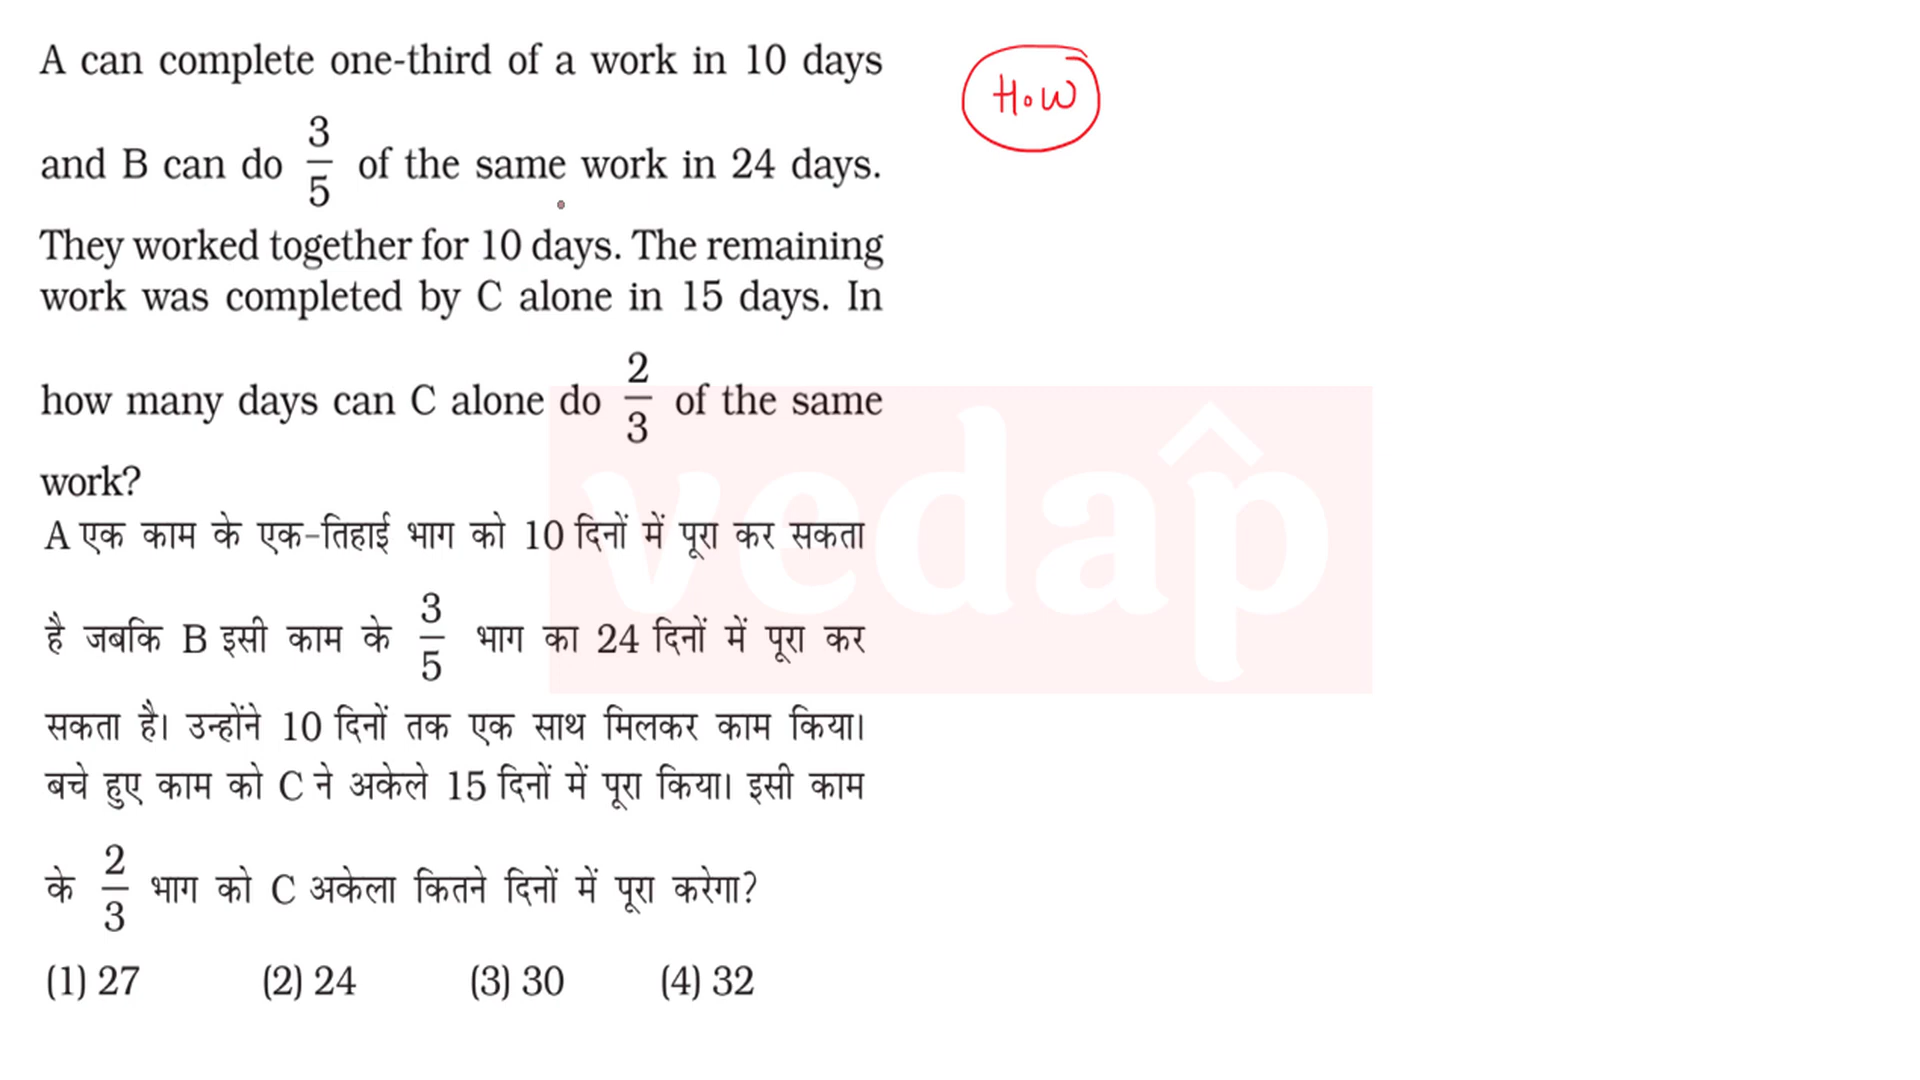 A can complete one-third of a work in 10 days
HOW
and B can do 3/5 of the same work in 24 days.
They worked together for 10 days. The remaining
work was completed by C alone in 15 days. In
how many days can C alone do 2/3 of the same
work?
A एक काम के एक-तिहाई भाग को 10 दिनों में पूरा कर सकता
है जबकि B इसी काम के 3/5 भाग का 24 दिनों में पूरा कर
सकता है। उन्होंने 10 दिनों तक एक साथ मिलकर काम किया।
बचे हुए काम को C ने अकेले 15 दिनों में पूरा किया। इसी काम
के 2/3 भाग को C अकेला कितने दिनों में पूरा करेगा?
(1) 27 (2) 24 (3) 30 (4) 32
vedap